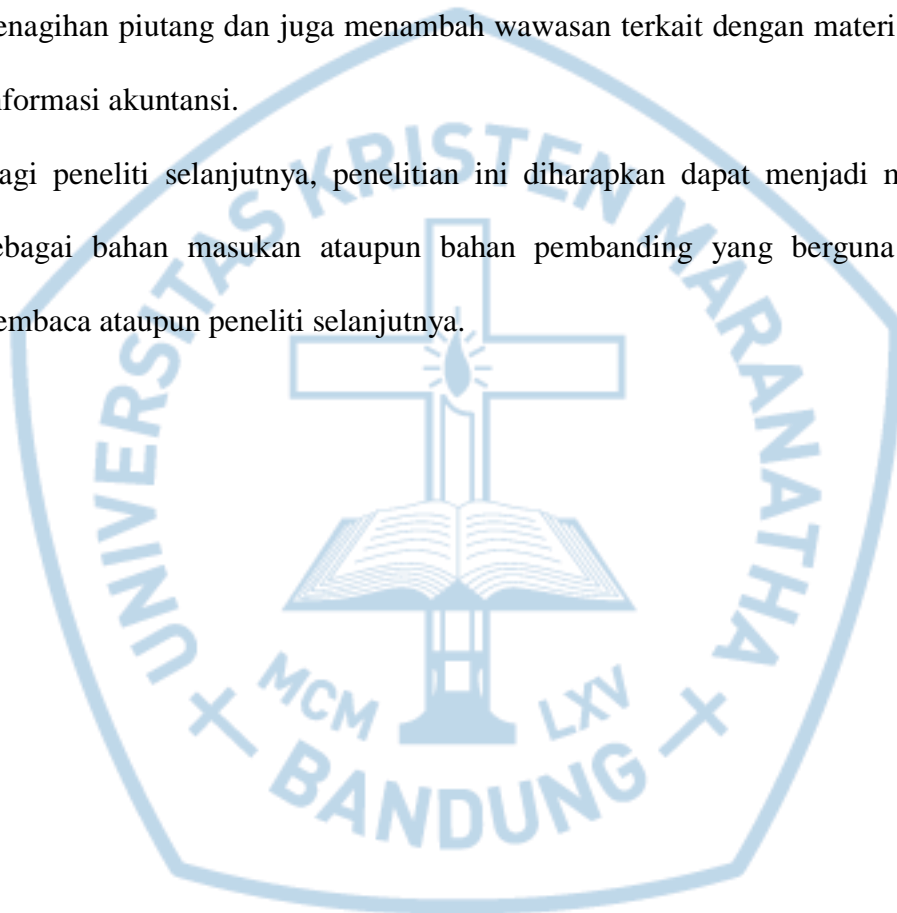 enagihan piutang dan juga menambah wawasan terkait dengan materi
nformasi akuntansi.
agi peneliti selanjutnya, penelitian ini diharapkan dapat menjadi
ebagai bahan masukan ataupun bahan pembanding yang berguna
embaca ataupun peneliti selanjutnya.
UNIVERSITAS KRISTEN MARANATHA
MCM LXV
+ BANDUNG +